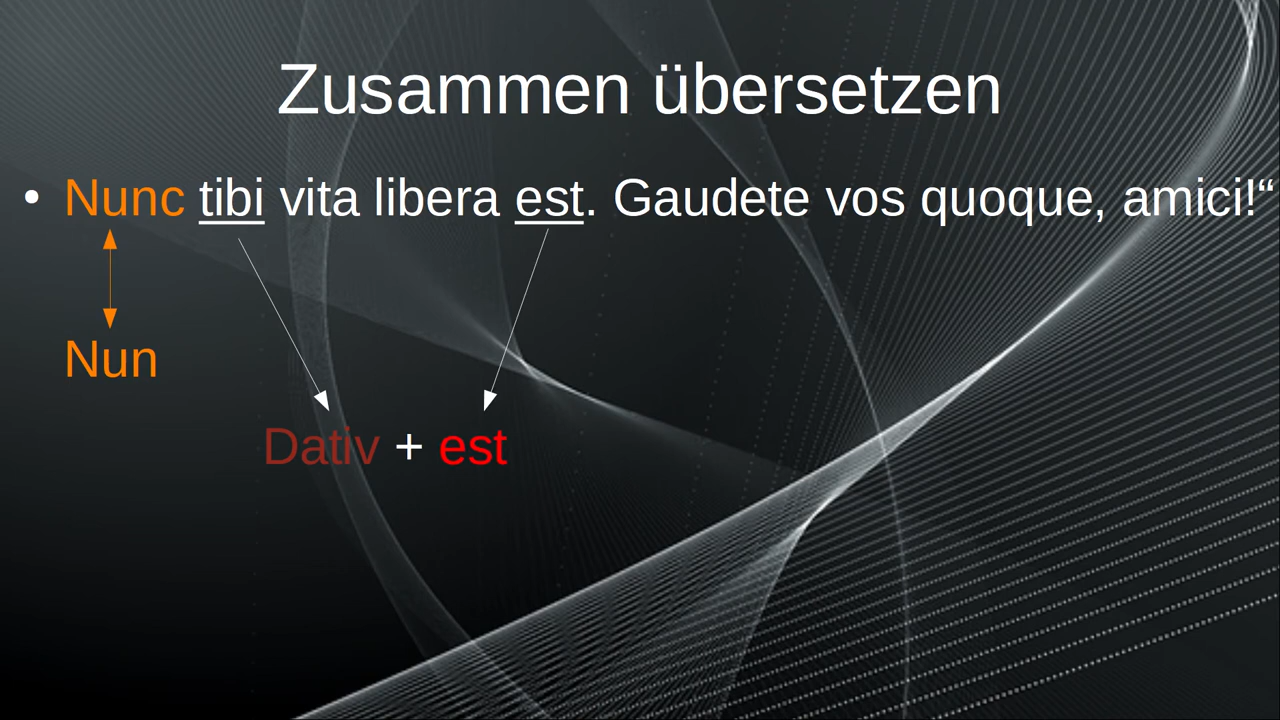 Zusammen übersetzen
• Nunc tibi vita libera est. Gaudete vos quoque, amici!“
Nun
Dativ + est